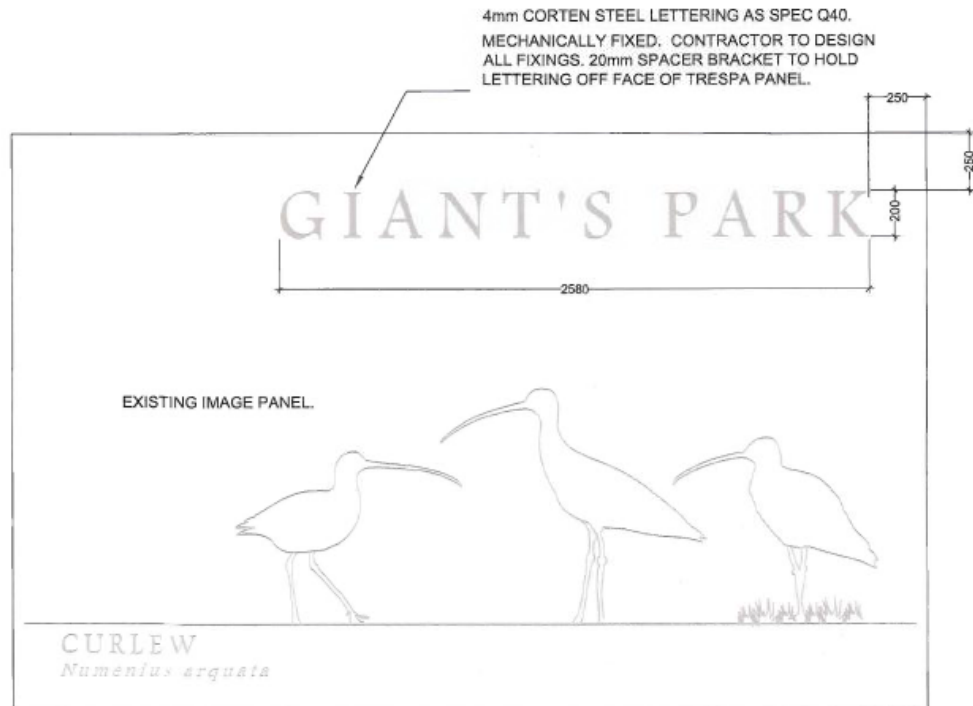 4mm CORTEN STEEL LETTERING AS SPEC Q40.
MECHANICALLY FIXED. CONTRACTOR TO DESIGN
ALL FIXINGS. 20mm SPACER BRACKET TO HOLD
LETTERING OFF FACE OF TRESPA PANEL.
250
250
GIANT'S PARK
200
2580
EXISTING IMAGE PANEL.
CURLEW
Numenius arquata